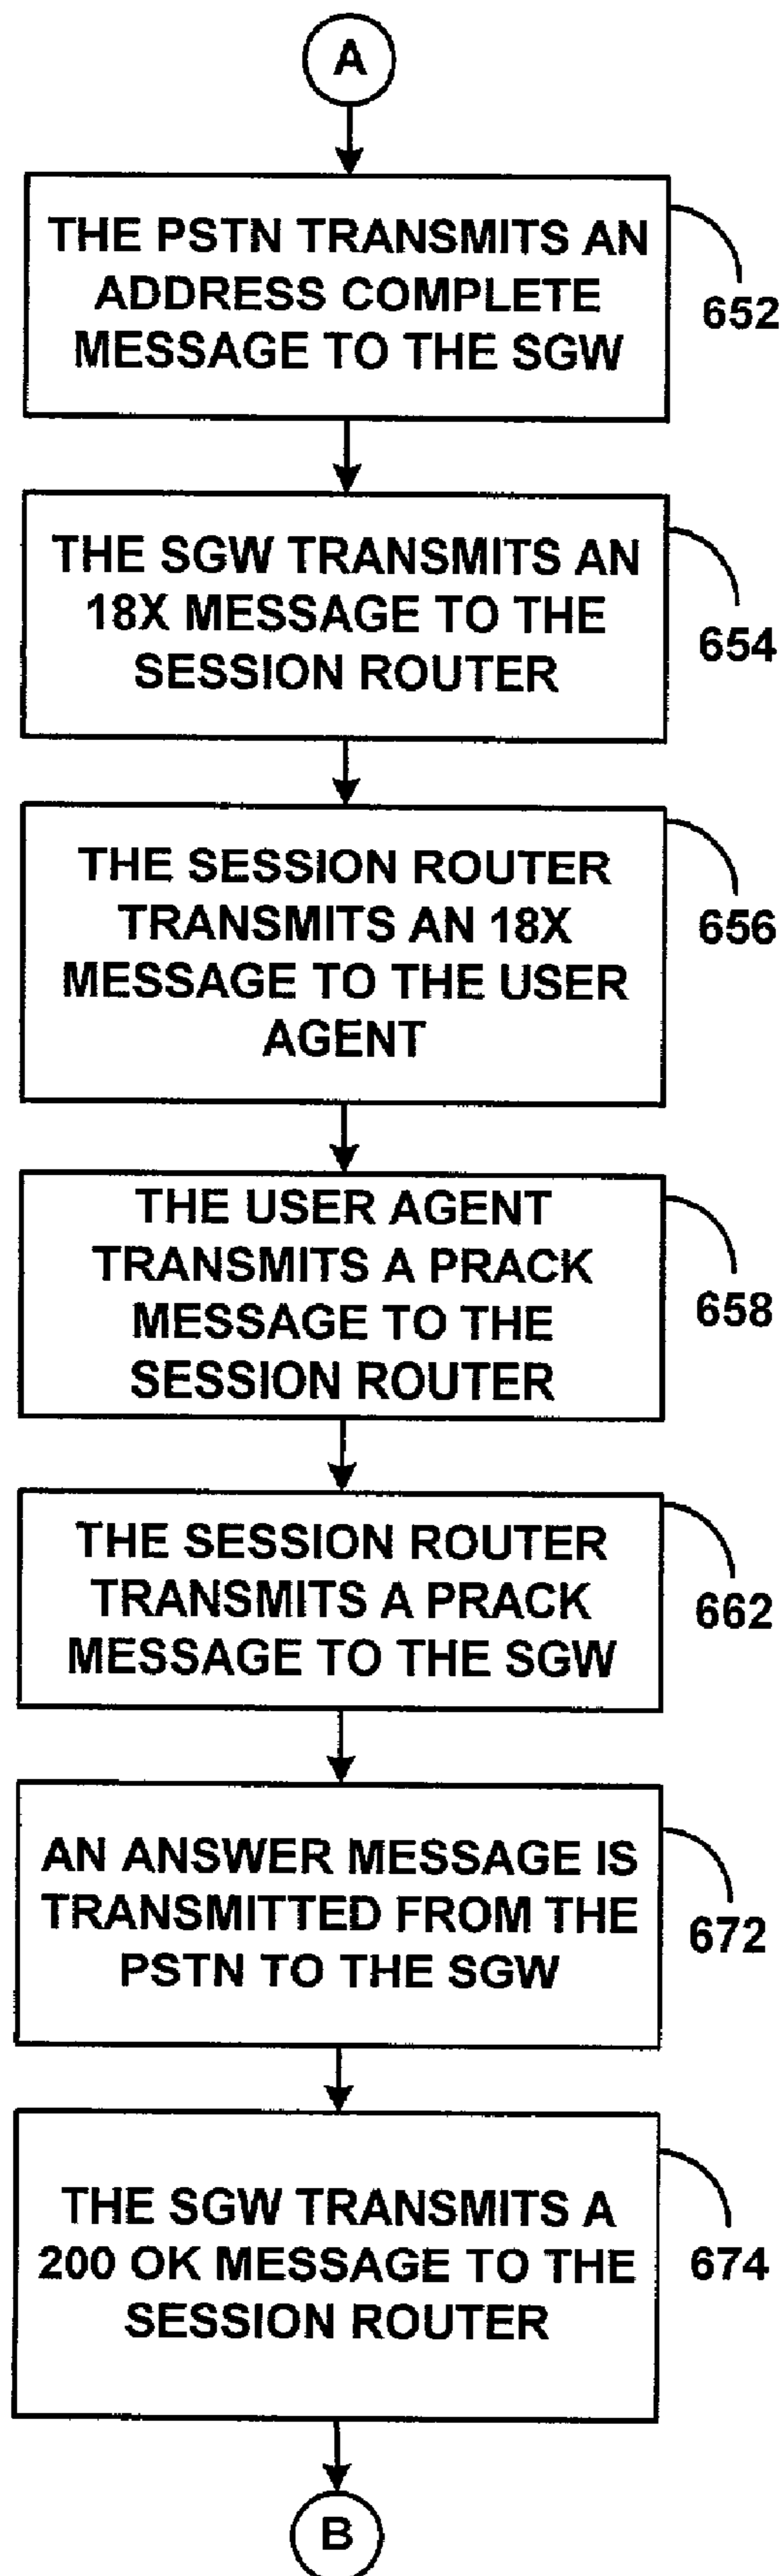 A
THE PSTN TRANSMITS AN
ADDRESS COMPLETE
MESSAGE TO THE SGW
652
THE SGW TRANSMITS AN
18X MESSAGE TO THE
SESSION ROUTER
654
THE SESSION ROUTER
TRANSMITS AN 18X
MESSAGE TO THE USER
AGENT
656
THE USER AGENT
TRANSMITS A PRACK
MESSAGE TO THE
SESSION ROUTER
658
THE SESSION ROUTER
TRANSMITS A PRACK
MESSAGE TO THE SGW
662
AN ANSWER MESSAGE IS
TRANSMITTED FROM THE
PSTN TO THE SGW
672
THE SGW TRANSMITS A
200 OK MESSAGE TO THE
SESSION ROUTER
674
B